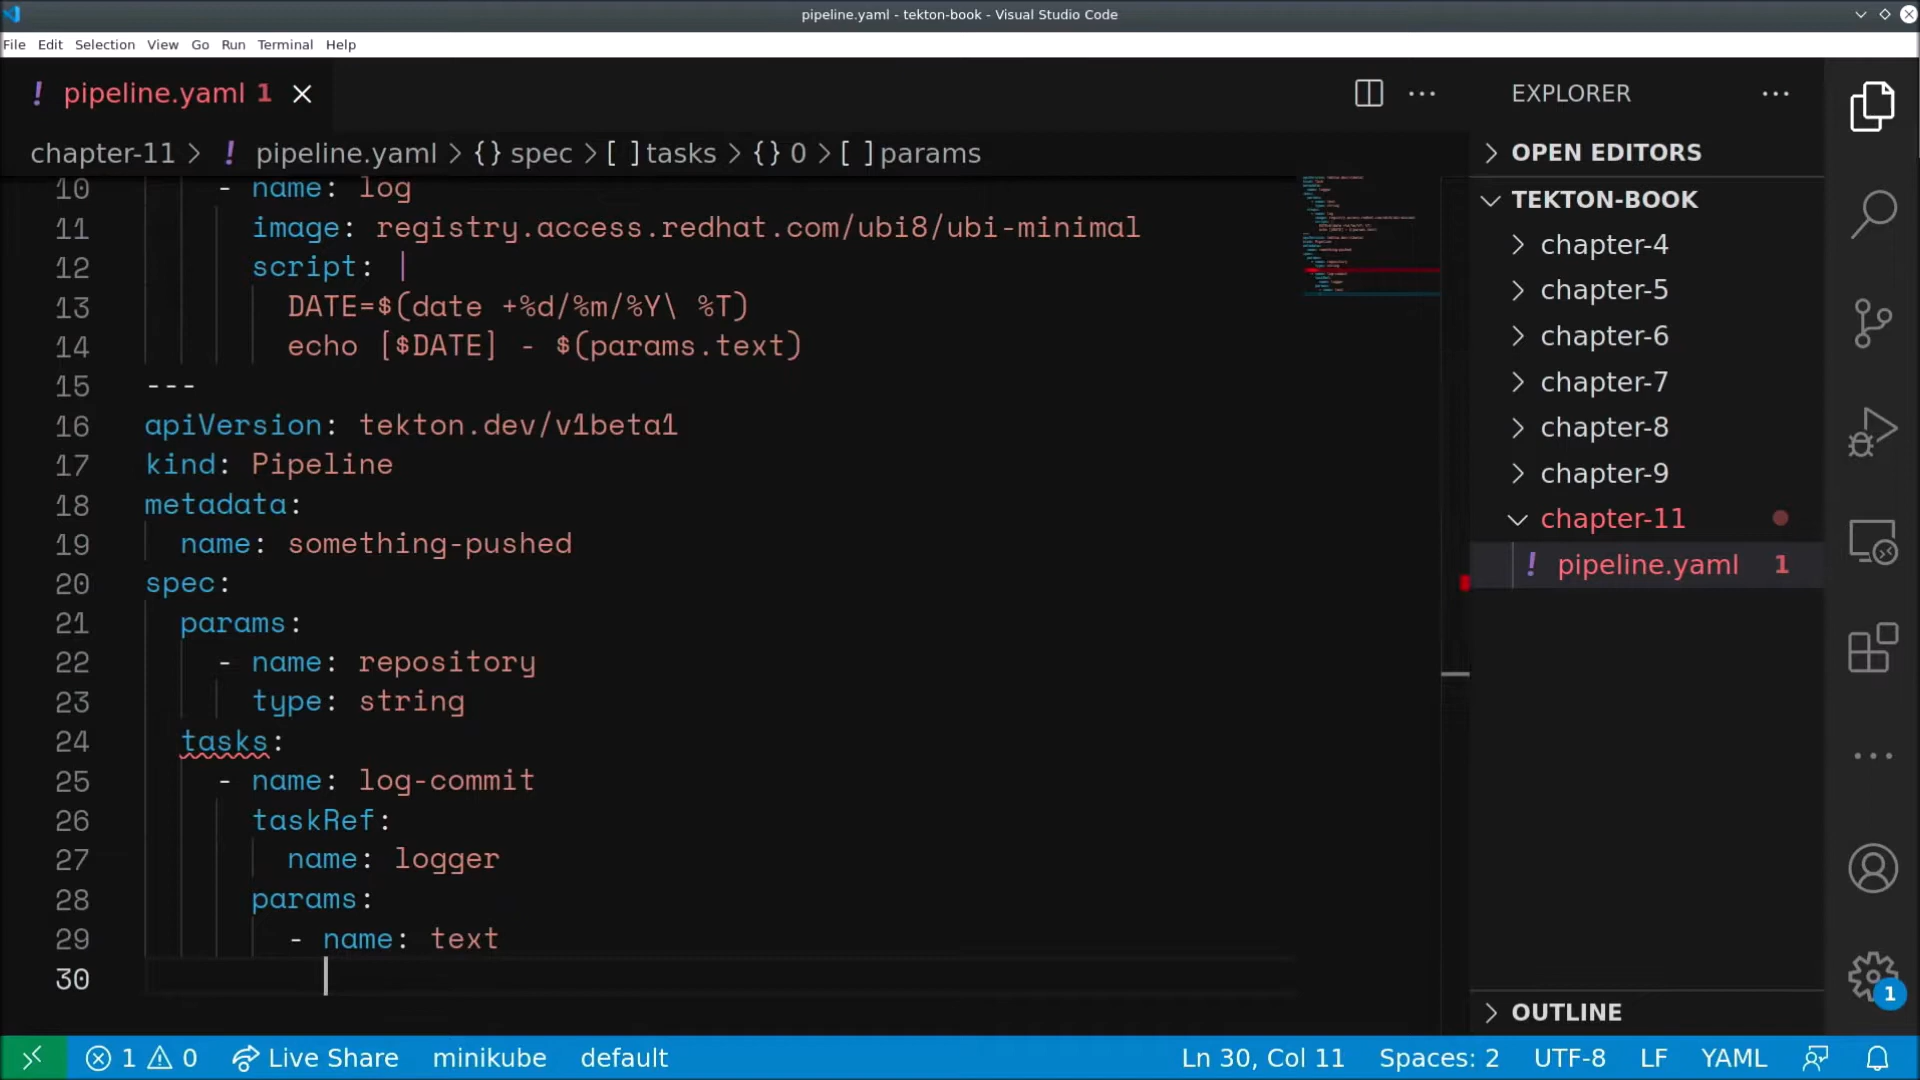 pipeline.yaml - tekton-book - Visual Studio Code
File Edit Selection View Go Run Terminal Help
! pipeline.yaml 1
chapter-11 > ! pipeline.yaml > {} spec > [ ] tasks > {} 0 > [ ] params
10 - name: log
11 image: registry.access.redhat.com/ubi8/ubi-minimal
12 script: |
13 DATE=$(date +%d/%m/%Y\ %T)
14 echo [$DATE] - $(params.text)
15 ---
16 apiVersion: tekton.dev/v1beta1
17 kind: Pipeline
18 metadata:
19 name: something-pushed
20 spec:
21 params:
22 - name: repository
23 type: string
24 tasks:
25 - name: log-commit
26 taskRef:
27 name: logger
28 params:
29 - name: text
30
EXPLORER
OPEN EDITORS
TEKTON-BOOK
chapter-4
chapter-5
chapter-6
chapter-7
chapter-8
chapter-9
chapter-11
! pipeline.yaml 1
OUTLINE
1
1 0 Live Share minikube default Ln 30, Col 11 Spaces: 2 UTF-8 LF YAML